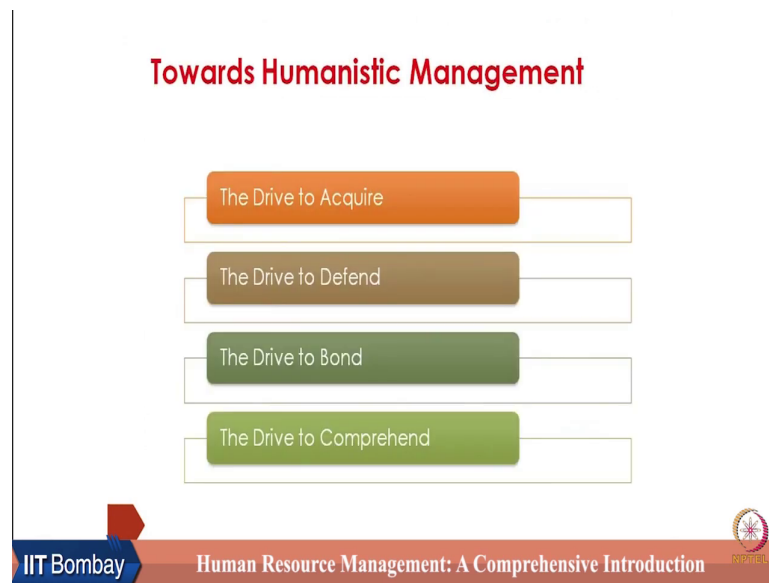 Towards Humanistic Management
The Drive to Acquire
The Drive to Defend
The Drive to Bond
The Drive to Comprehend
IIT Bombay
Human Resource Management: A Comprehensive Introduction
NPTEL